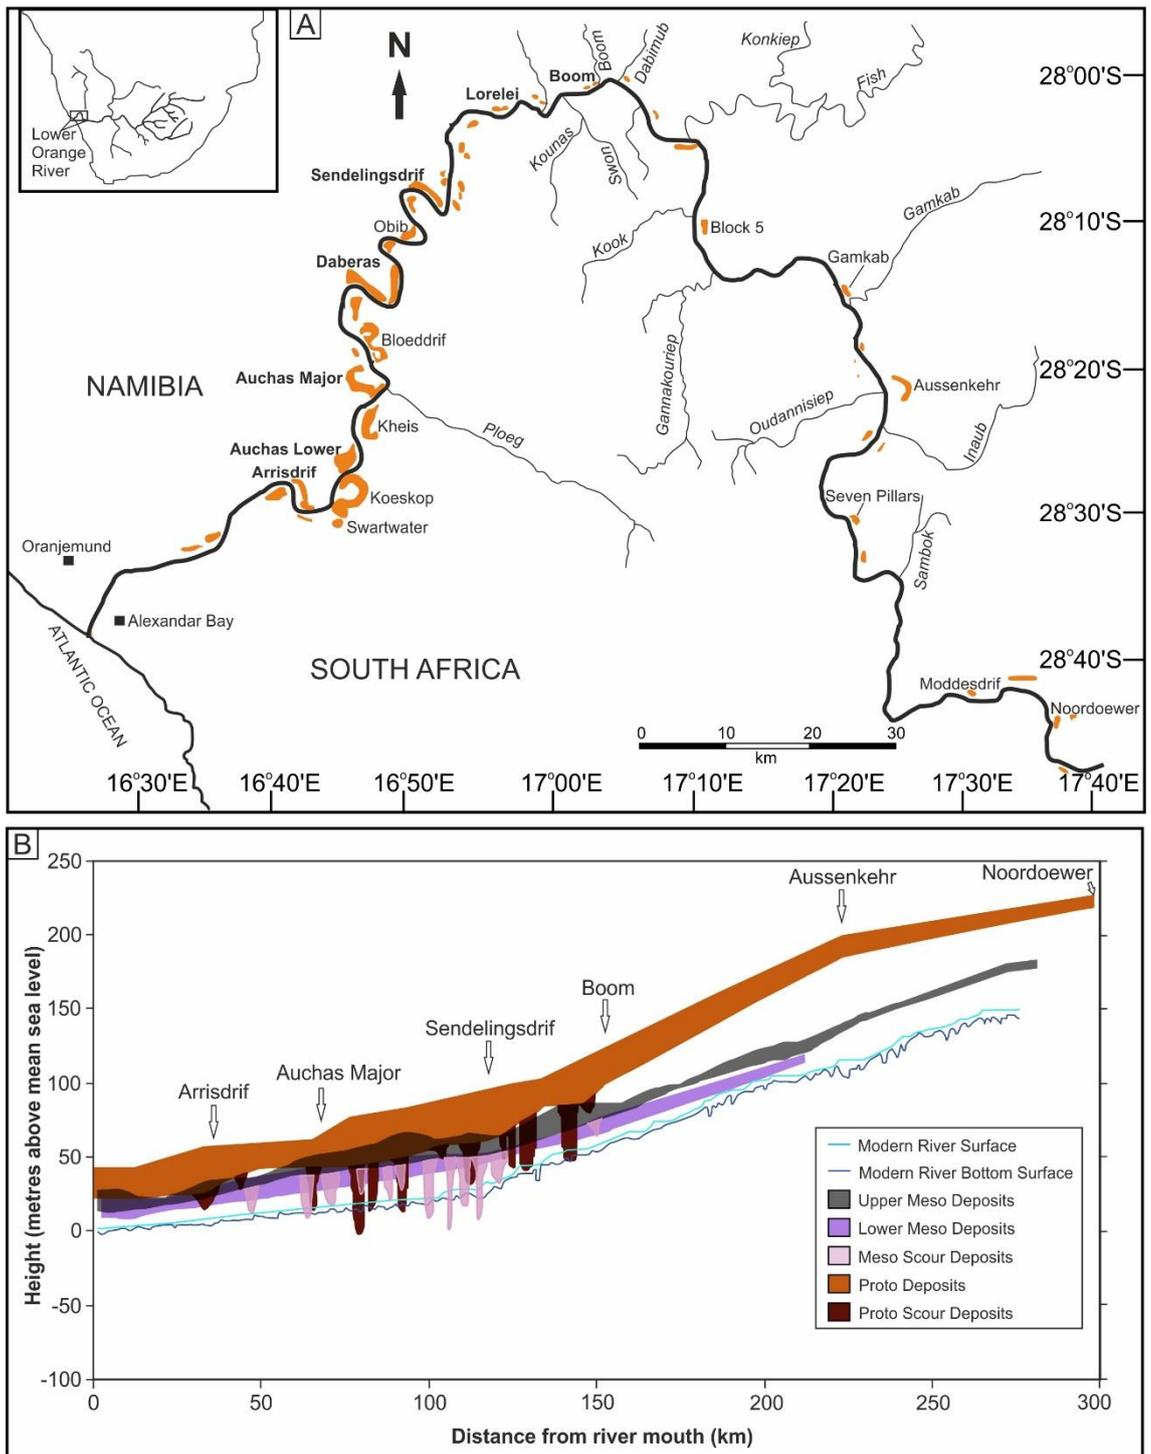 A
Lower
Orange
River
N
Boom
Boom
Dabimub
Konkiep
Fish
28°00'S
Lorelei
Kounas
Swon
Sendelingsdrif
Gamkab
Obib
Kook
Block 5
28°10'S
Daberas
Gamkab
Bloeddrif
Gannakouriep
NAMIBIA
Auchas Major
28°20'S
Aussenkehr
Oudannisiep
Kheis
Ploeg
Inaub
Auchas Lower
Arrisdrif
Koeskop
Seven Pillars
28°30'S
Swartwater
Oranjemund
Sambok
Alexandar Bay
ATLANTIC OCEAN
SOUTH AFRICA
28°40'S
Moddesdrif
Noordoewer
0 10 20 30
km
16°30'E 16°40'E 16°50'E 17°00'E 17°10'E 17°20'E 17°30'E 17°40'E
B
250
200
150
100
50
0
-50
-100
Height (metres above mean sea level)
Noordoewer
Aussenkehr
Boom
Sendelingsdrif
Auchas Major
Arrisdrif
Modern River Surface
Modern River Bottom Surface
Upper Meso Deposits
Lower Meso Deposits
Meso Scour Deposits
Proto Deposits
Proto Scour Deposits
0 50 100 150 200 250 300
Distance from river mouth (km)